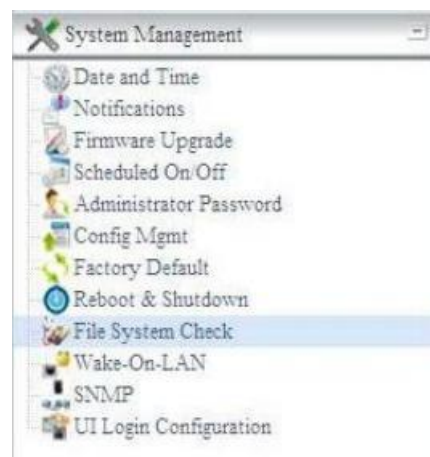 System Management
Date and Time
Notifications
Firmware Upgrade
Scheduled On/Off
Administrator Password
Config Mgmt
Factory Default
Reboot & Shutdown
File System Check
Wake-On-LAN
SNMP
UI Login Configuration